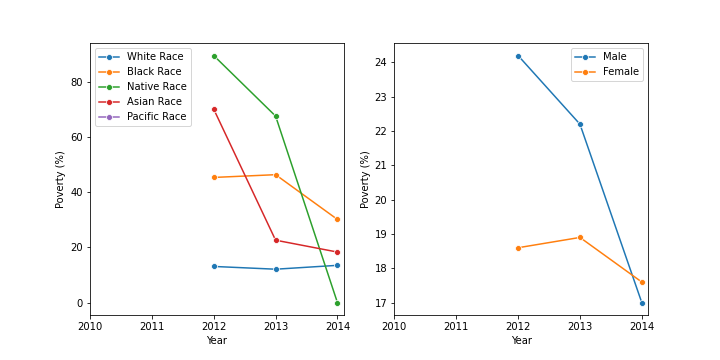 White Race
Black Race
Native Race
Asian Race
Pacific Race
Poverty (%)
80
60
40
20
0
2010 2011 2012 2013 2014
Year
Male
Female
Poverty (%)
24
23
22
21
20
19
18
17
2010 2011 2012 2013 2014
Year